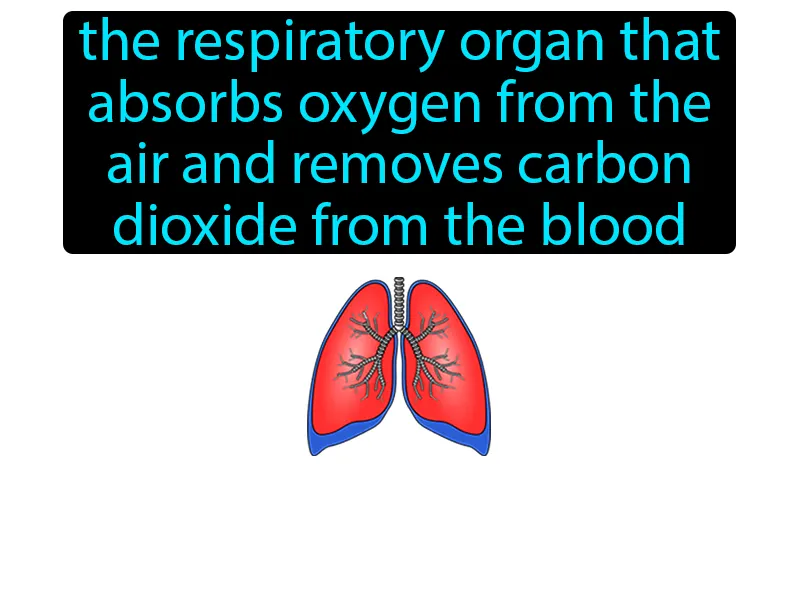 the respiratory organ that
absorbs oxygen from the
air and removes carbon
dioxide from the blood